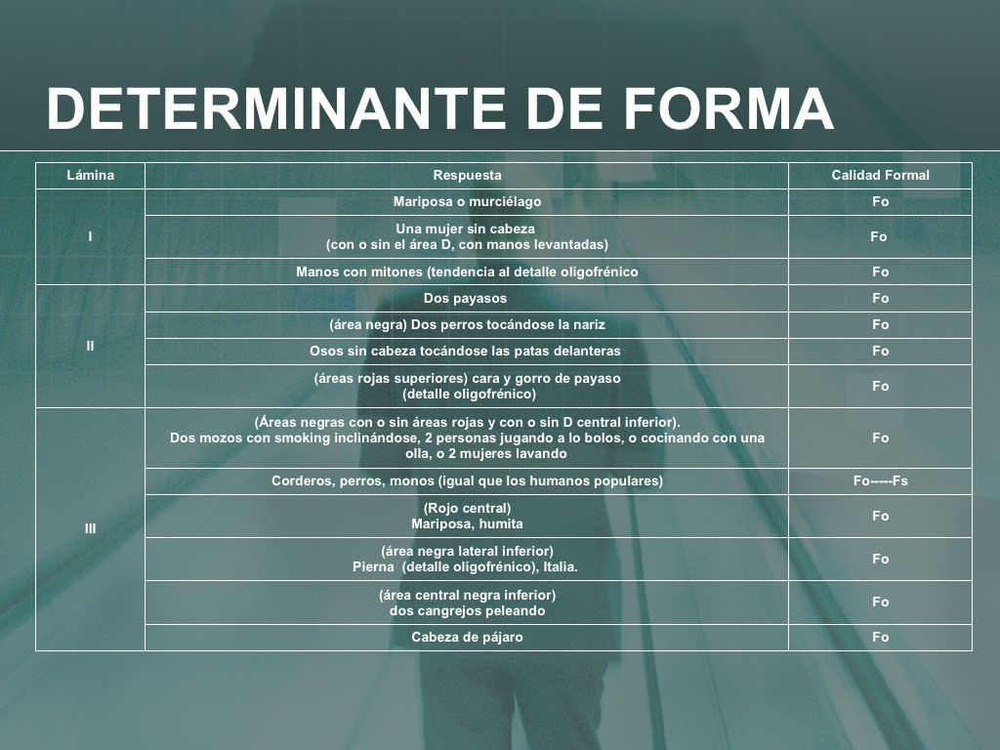 DETERMINANTE DE FORMA
Lámina Respuesta Calidad Formal
I
Mariposa o murciélago Fo
Una mujer sin cabeza
(con o sin el área D, con manos levantadas) Fo
Manos con mitones (tendencia al detalle oligofrénico Fo
II
Dos payasos Fo
(área negra) Dos perros tocándose la nariz Fo
Osos sin cabeza tocándose las patas delanteras Fo
(áreas rojas superiores) cara y gorro de payaso
(detalle oligofrénico) Fo
III
(Áreas negras con o sin áreas rojas y con o sin D central inferior).
Dos mozos con smoking inclinándose, 2 personas jugando a lo bolos, o cocinando con una
olla, o 2 mujeres lavando Fo
Corderos, perros, monos (igual que los humanos populares) Fo-----Fs
(Rojo central)
Mariposa, humita Fo
(área negra lateral inferior)
Pierna (detalle oligofrénico), Italia. Fo
(área central negra inferior)
dos cangrejos peleando Fo
Cabeza de pájaro Fo